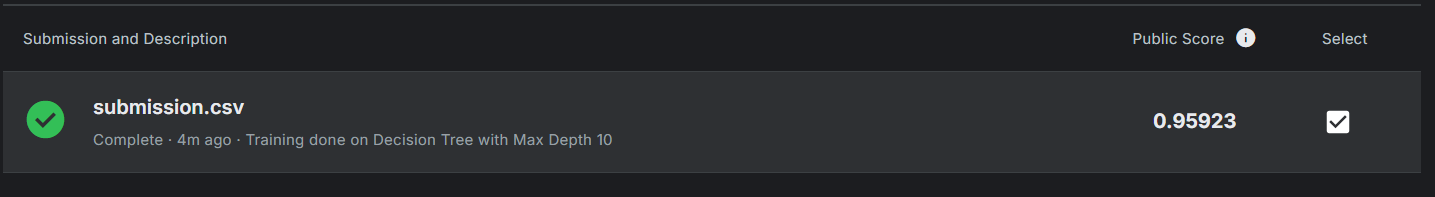 Submission and Description Public Score Select
submission.csv
Complete · 4m ago · Training done on Decision Tree with Max Depth 10
0.95923